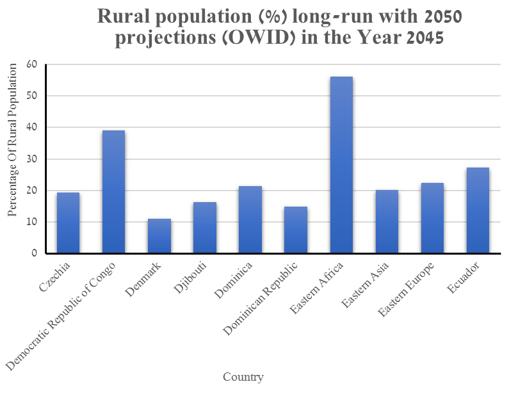 Rural population (%) long-run with 2050
projections (OWID) in the Year 2045
Percentage Of Rural Population
60
50
40
30
20
10
0
Czechia
Democratic Republic of Congo
Denmark
Djibouti
Dominica
Dominican Republic
Eastern Africa
Eastern Asia
Eastern Europe
Ecuador
Country